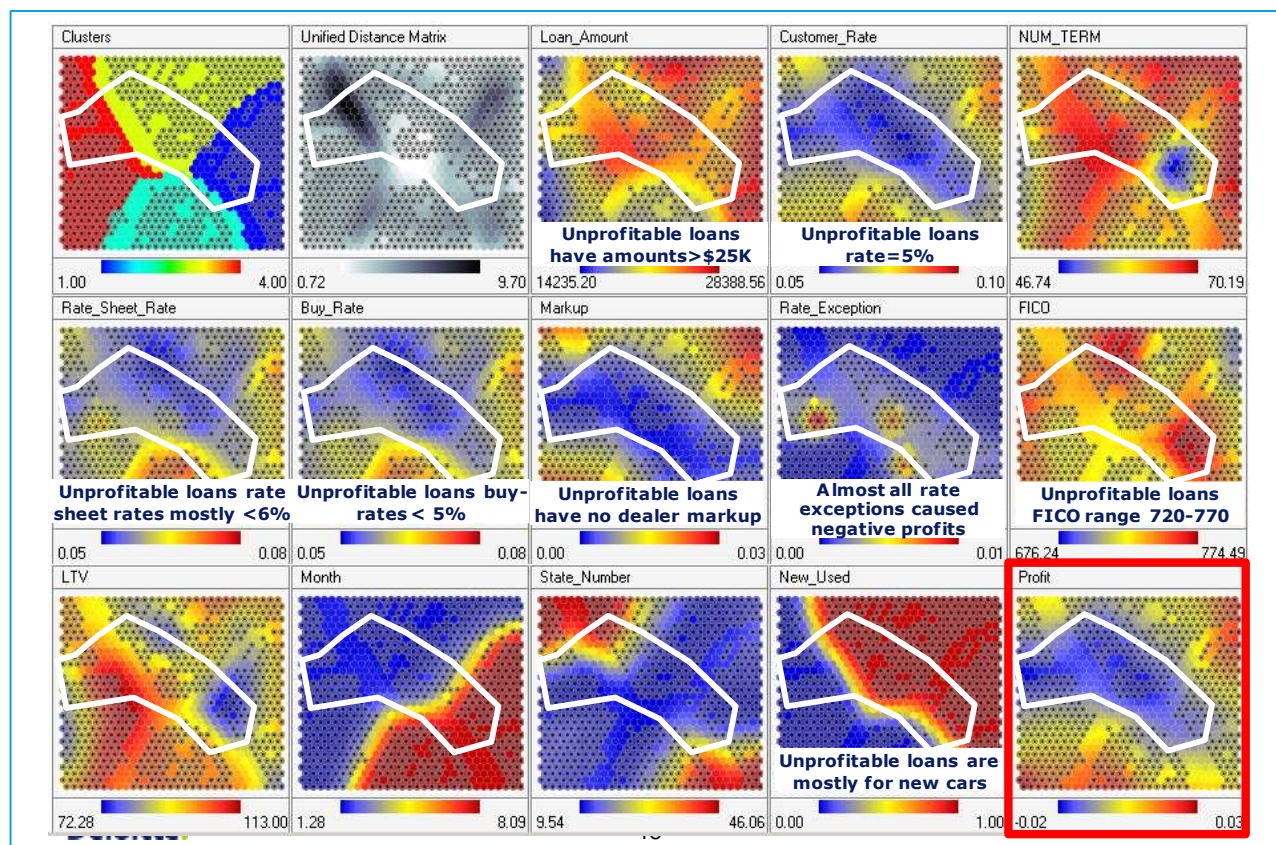 Clusters
Unified Distance Matrix
Loan_Amount
Customer_Rate
NUM_TERM
Unprofitable loans
have amounts>$25K
Unprofitable loans
rate=5%
1.00 4.00
0.72 9.70
14235.20 28388.56
0.05 0.10
46.74 70.19
Rate_Sheet_Rate
Buy_Rate
Markup
Rate_Exception
FICO
Unprofitable loans rate
sheet rates mostly <6%
Unprofitable loans buy-
rates < 5%
Unprofitable loans
have no dealer markup
Almost all rate
exceptions caused
negative profits
Unprofitable loans
FICO range 720-770
0.05 0.08
0.05 0.08
0.00 0.03
0.00 0.01
676.24 774.49
LTV
Month
State_Number
New_Used
Profit
Unprofitable loans are
mostly for new cars
72.28 113.00
1.28 8.09
9.54 46.06
0.00 1.00
-0.02 0.03